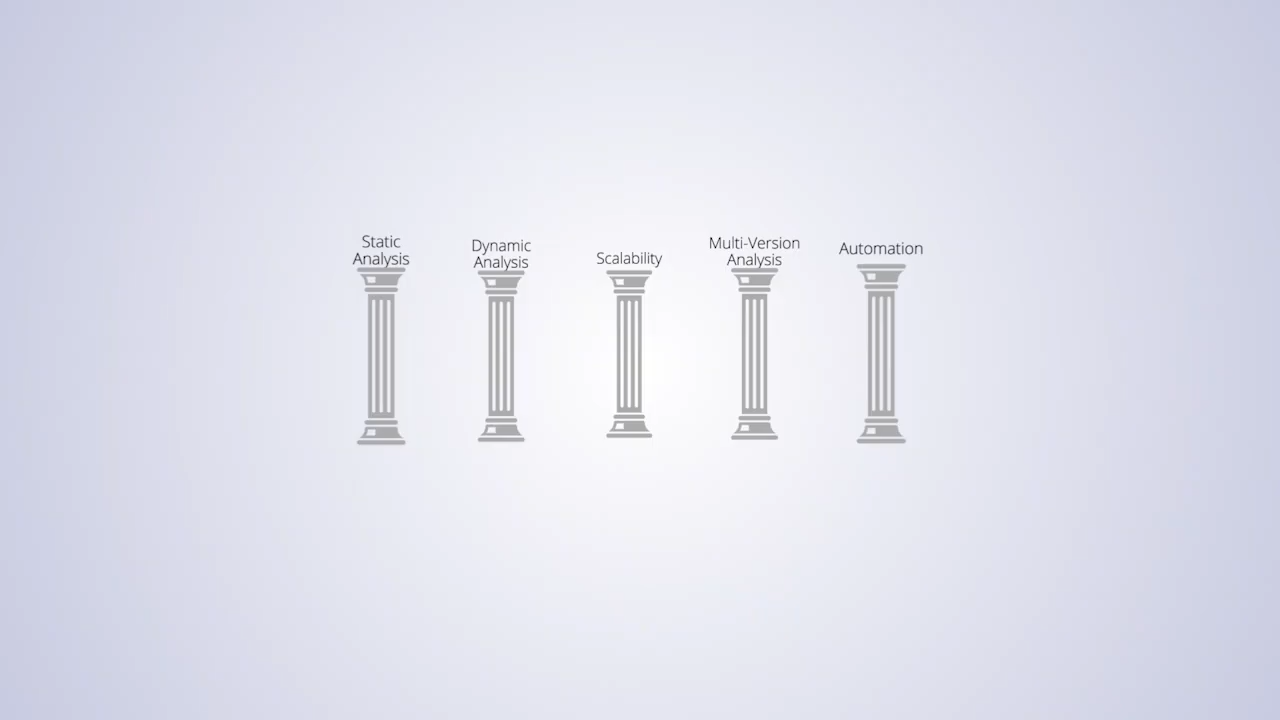 Static
Analysis
Dynamic
Analysis
Scalability
Multi-Version
Analysis
Automation